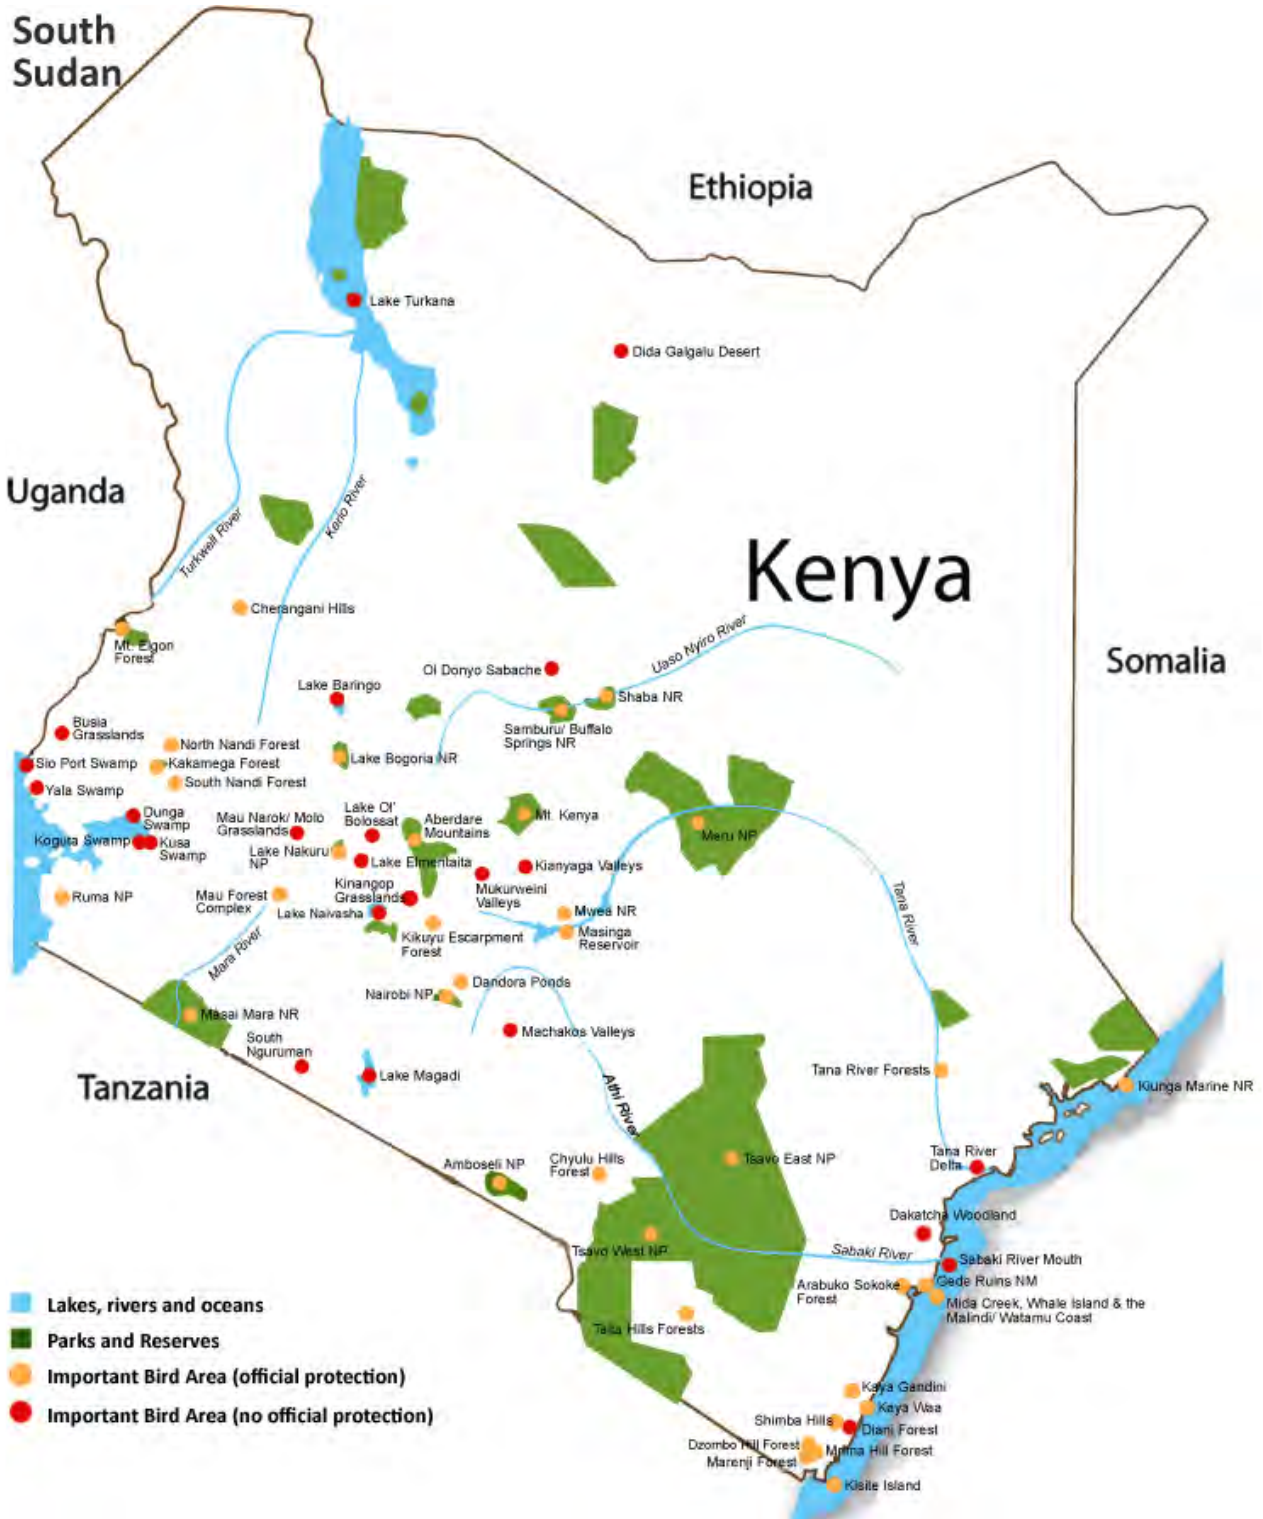 South
Sudan
Ethiopia
Lake Turkana
Dida Galgalu Desert
Uganda
Turkwell River
Kerio River
Kenya
Cherangani Hills
Mt. Elgon
Forest
Uaso Nyiro River
Ol Donyo Sabache
Somalia
Lake Baringo
Shaba NR
Samburu/ Buffalo
Springs NR
Busia
Grasslands
North Nandi Forest
Lake Bogoria NR
Sio Port Swamp
Kakamega Forest
South Nandi Forest
Yala Swamp
Dunga
Swamp
Mau Narok/ Molo
Grasslands
Lake Ol'
Bolossat
Aberdare
Mountains
Mt. Kenya
Meru NP
Koguta Swamp
Kusa
Swamp
Lake Nakuru
NP
Lake Elmentaita
Kianyaga Valleys
Kinangop
Grasslands
Mukurweini
Valleys
Ruma NP
Mau Forest
Complex
Lake Naivasha
Mwea NR
Tana River
Kikuyu Escarpment
Forest
Masinga
Reservoir
Mara River
Dandora Ponds
Nairobi NP
Masai Mara NR
Machakos Valleys
South
Nguruman
Lake Magadi
Tanzania
Athi River
Tana River Forests
Kiunga Marine NR
Amboseli NP
Chyulu Hills
Forest
Tsavo East NP
Tana River
Delta
Dakatcha Woodland
Tsavo West NP
Sabaki River
Sabaki River Mouth
Arabuko Sokoke
Forest
Gede Ruins NM
Mida Creek, Whale Island & the
Malindi/ Watamu Coast
Taita Hills Forests
Lakes, rivers and oceans
Parks and Reserves
Important Bird Area (official protection)
Important Bird Area (no official protection)
Kaya Gandini
Kaya Waa
Shimba Hills
Diani Forest
Dzombo Hill Forest
Mrima Hill Forest
Marenji Forest
Kisite Island